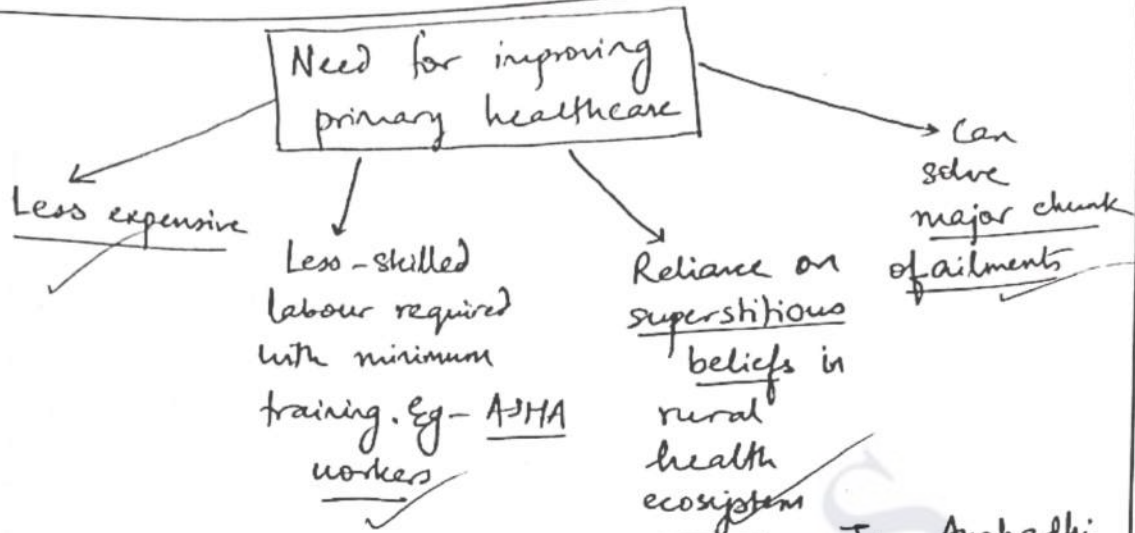 Need for improving
primary healthcare
Less expensive
Less-skilled
labour required
with minimum
training. Eg- ASHA
workers
Reliance on
superstitious
beliefs in
rural
health
ecosystem
Can
solve
major chunk
of ailments